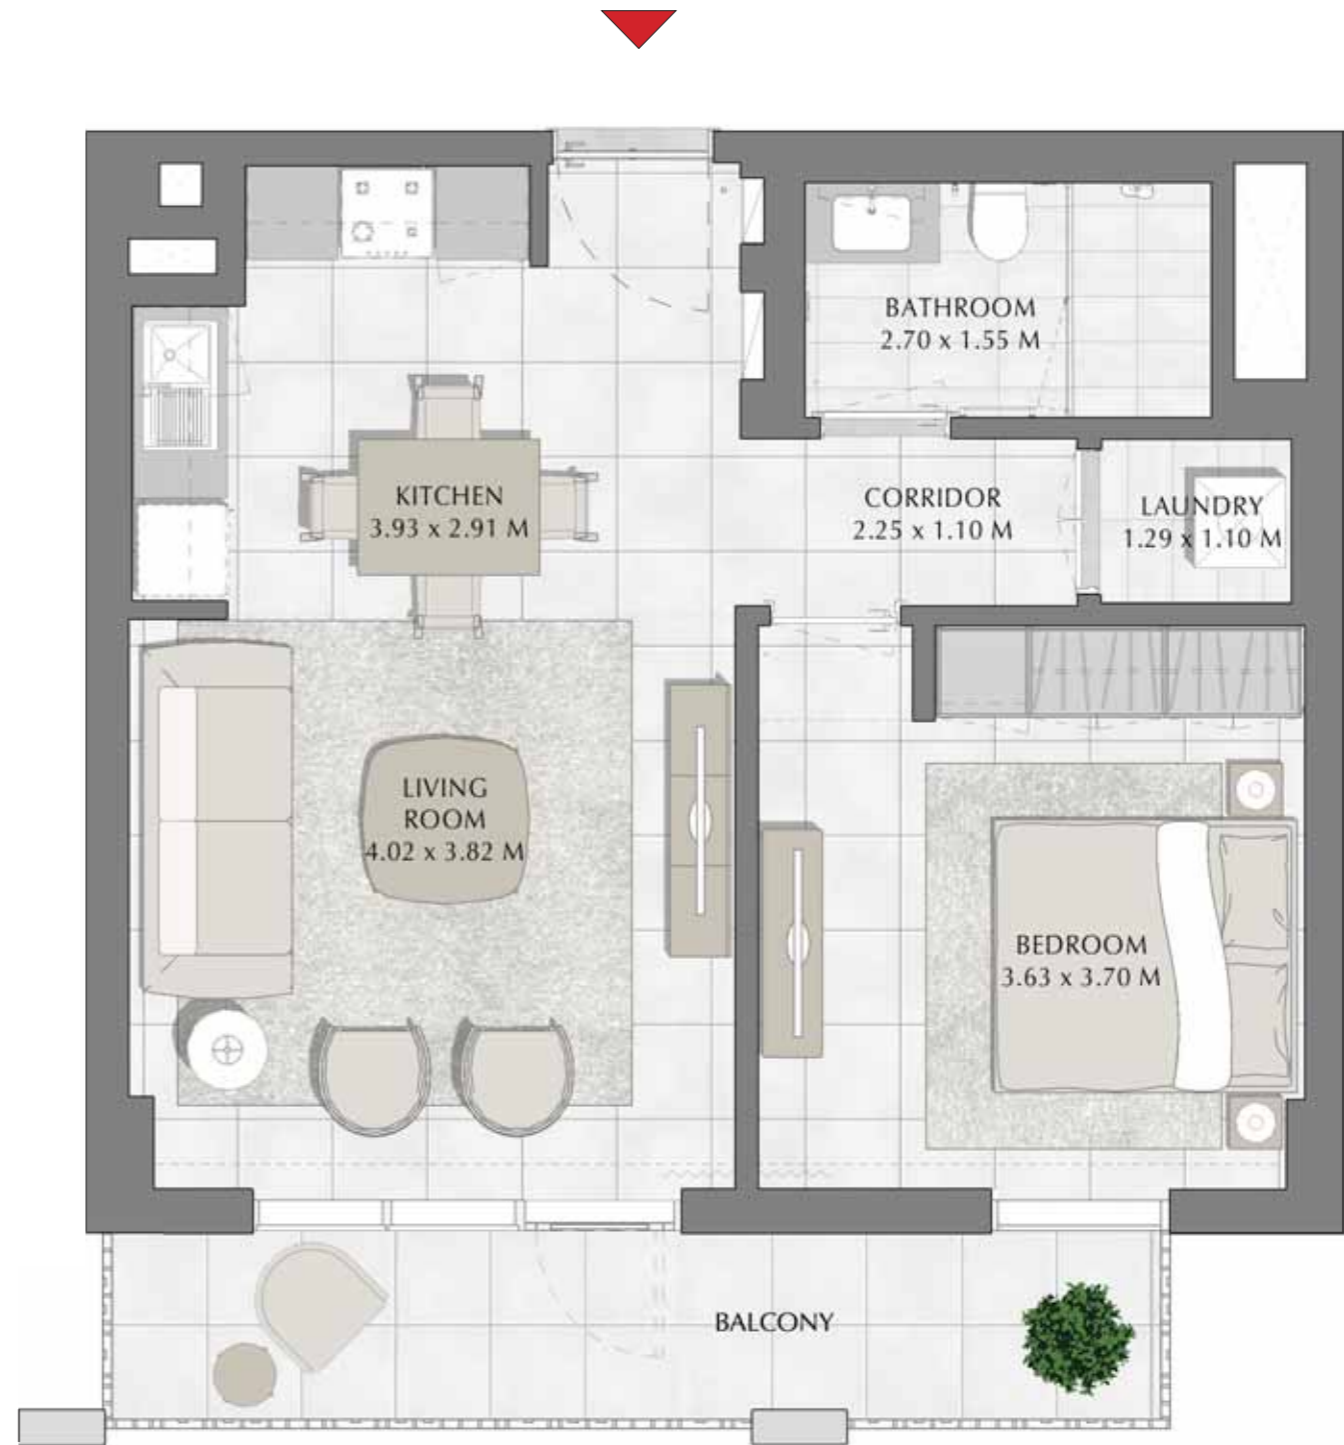 BATHROOM
2.70 x 1.55 M
KITCHEN
3.93 x 2.91 M
CORRIDOR
2.25 x 1.10 M
LAUNDRY
1.29 x 1.10 M
LIVING
ROOM
4.02 x 3.82 M
BEDROOM
3.63 x 3.70 M
BALCONY